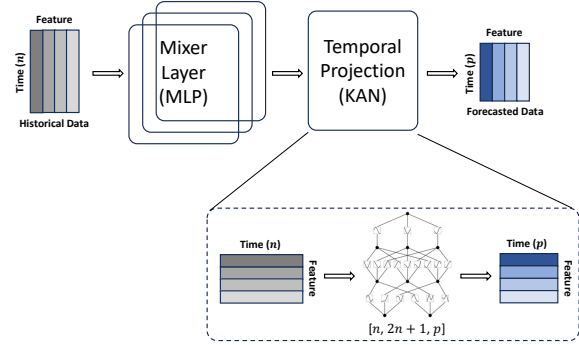 Feature
Time (n)
Historical Data
Mixer
Layer
(MLP)
Temporal
Projection
(KAN)
Feature
Time (p)
Forecasted Data
Time (n)
Feature
[n, 2n + 1, p]
Time (p)
Feature